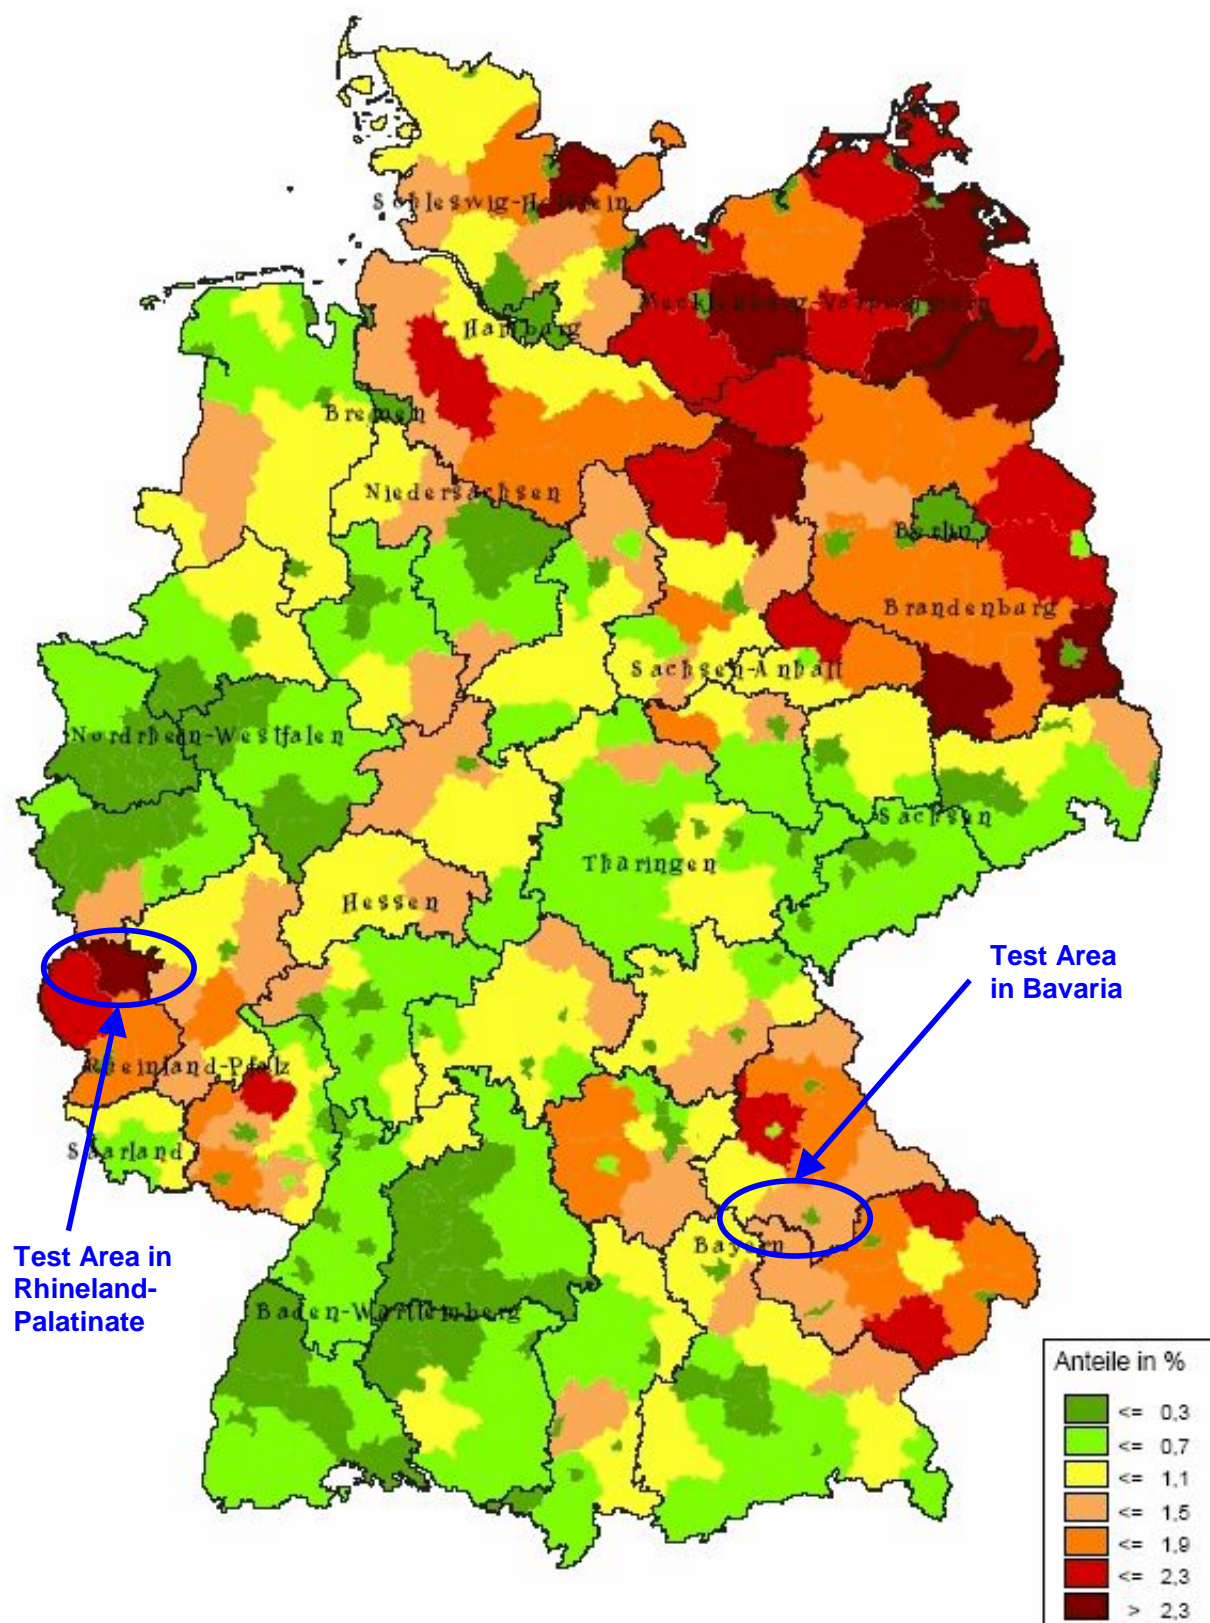 Schleswig-Holstein
Mecklenburg-Vorpommern
Hamburg
Bremen
Niedersachsen
Berlin
Brandenburg
Sachsen-Anhalt
Nordrhein-Westfalen
Sachsen
Thüringen
Hessen
Test Area
in Bavaria
Rheinland-Pfalz
Saarland
Test Area in
Rhineland-
Palatinate
Bayern
Baden-Württemberg
Anteile in %
<= 0,3
<= 0,7
<= 1,1
<= 1,5
<= 1,9
<= 2,3
> 2,3